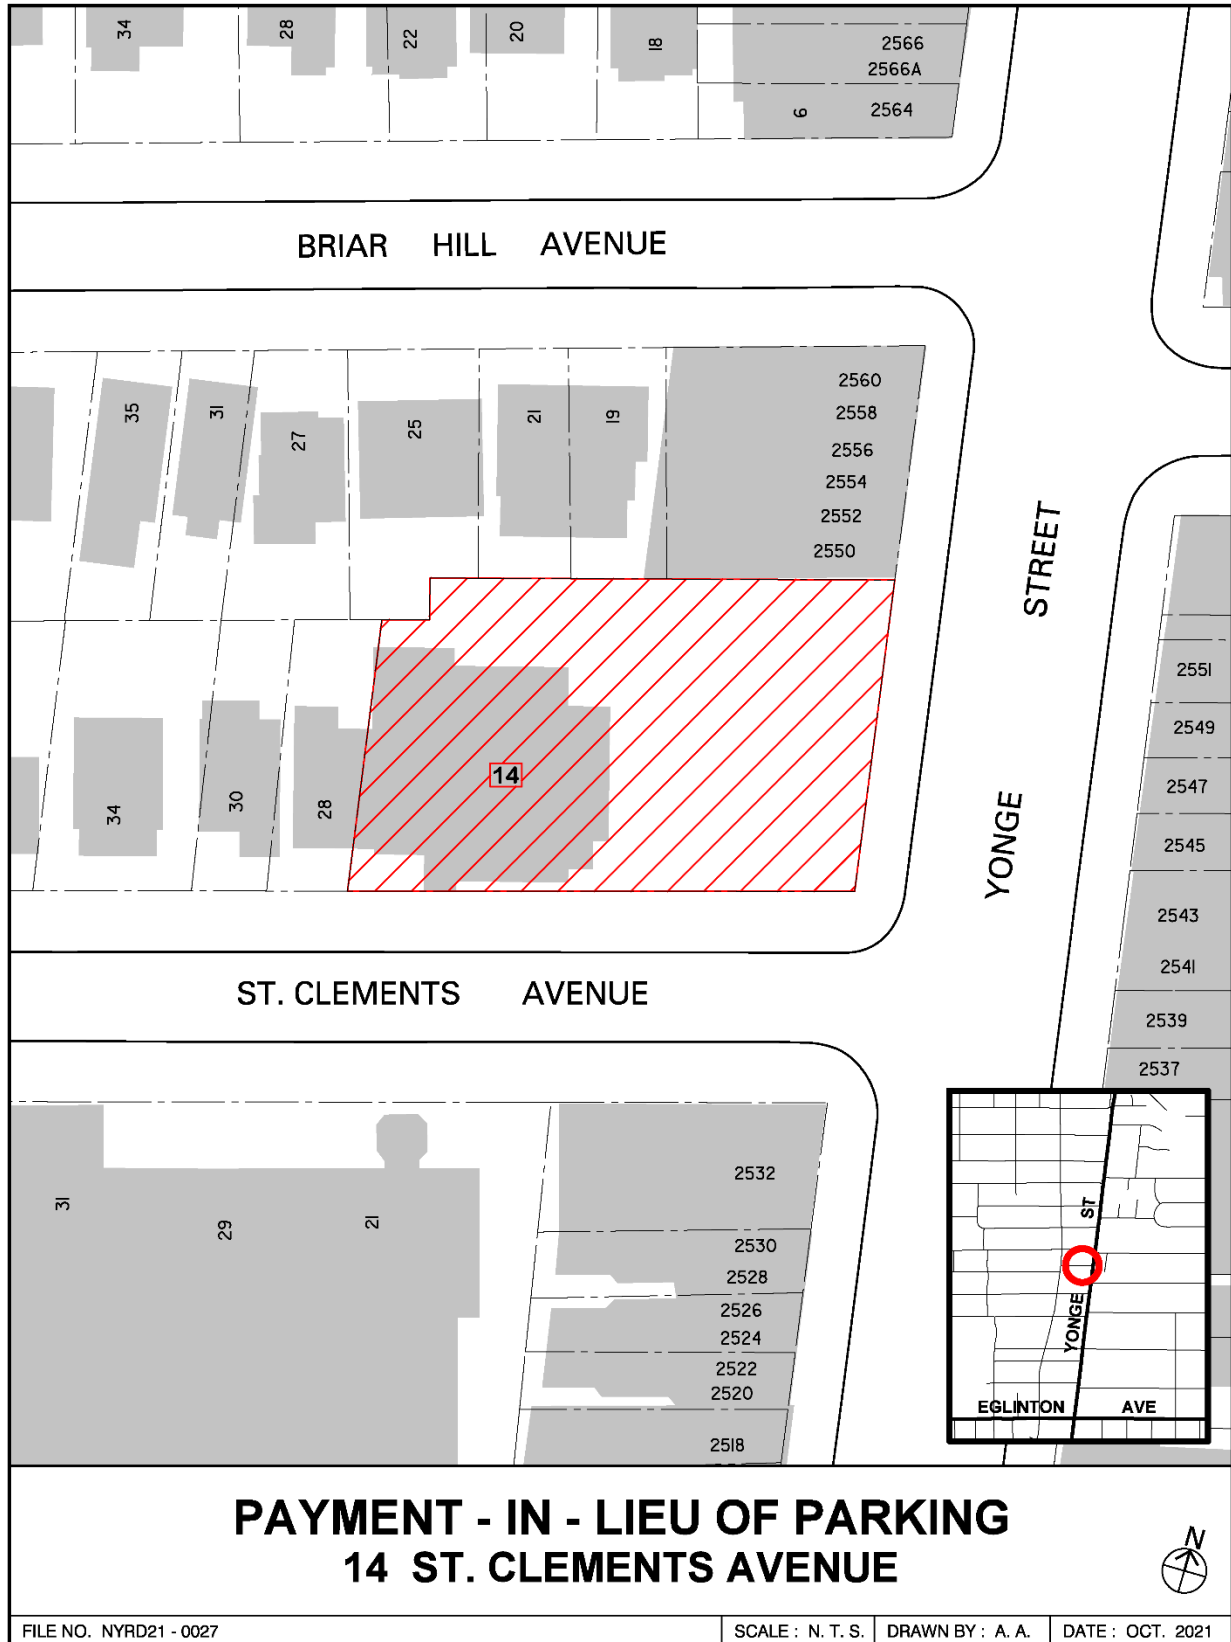 34
28
22
20
18
2566
2566A
6
2564
BRIAR HILL AVENUE
35
31
27
25
21
19
2560
2558
2556
2554
2552
2550
STREET
YONGE
34
30
28
14
2551
2549
2547
2545
2543
2541
2539
2537
ST. CLEMENTS AVENUE
31
29
21
2532
2530
2528
2526
2524
2522
2520
2518
ST
YONGE
EGLINTON AVE
PAYMENT - IN - LIEU OF PARKING
14 ST. CLEMENTS AVENUE
N
FILE NO. NYRD21 - 0027
SCALE : N. T. S.
DRAWN BY : A. A.
DATE : OCT. 2021